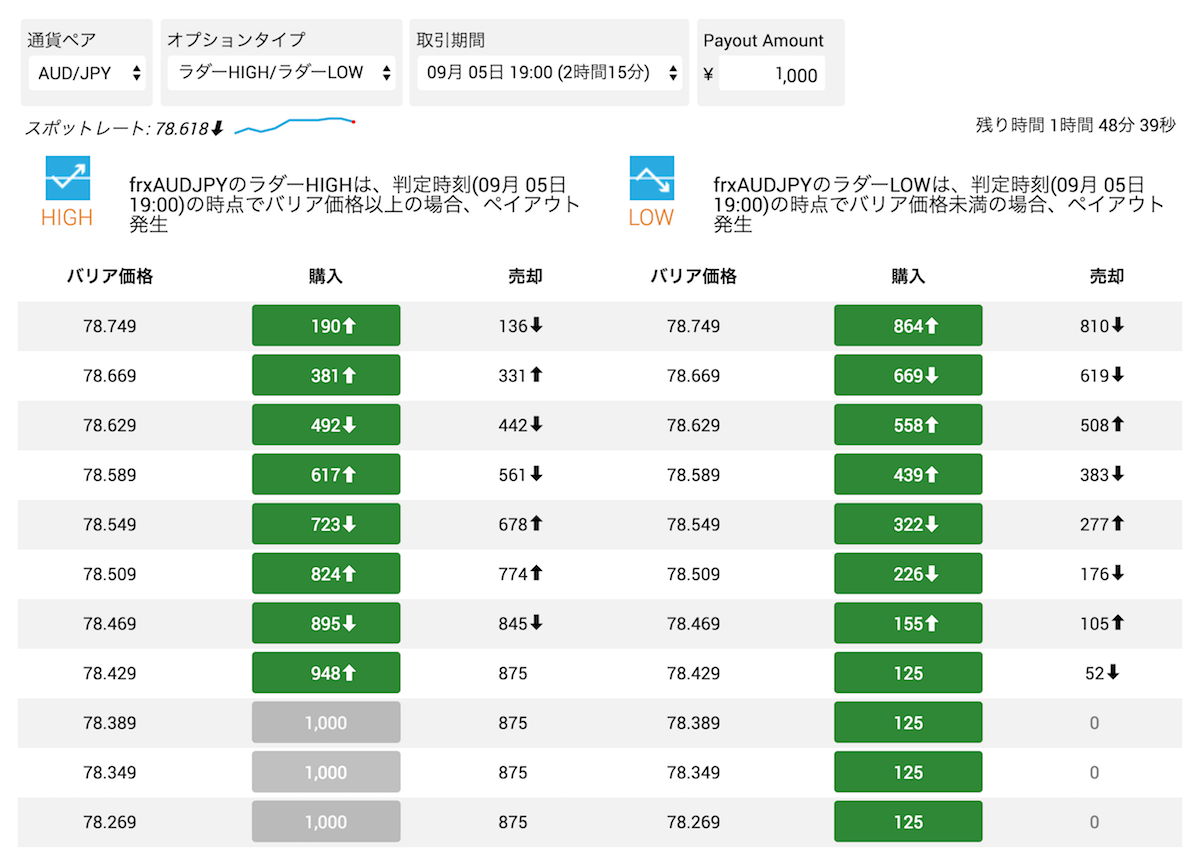 通貨ペア オプションタイプ 取引期間 Payout Amount
AUD/JPY ラダーHIGH/ラダーLOW 09月 05日 19:00 (2時間15分) ¥ 1,000
スポットレート: 78.618⬇ 残り時間 1時間 48分 39秒
HIGH
frxAUDJPYのラダーHIGHは、判定時刻(09月 05日
19:00)の時点でバリア価格以上の場合、ペイアウト
発生
LOW
frxAUDJPYのラダーLOWは、判定時刻(09月 05日
19:00)の時点でバリア価格未満の場合、ペイアウト
発生
バリア価格 購入 売却 バリア価格 購入 売却
78.749 190⬆ 136⬇ 78.749 864⬆ 810⬇
78.669 381⬆ 331⬆ 78.669 669⬇ 619⬇
78.629 492⬇ 442⬇ 78.629 558⬆ 508⬆
78.589 617⬆ 561⬇ 78.589 439⬆ 383⬇
78.549 723⬇ 678⬆ 78.549 322⬇ 277⬆
78.509 824⬆ 774⬆ 78.509 226⬇ 176⬇
78.469 895⬇ 845⬇ 78.469 155⬆ 105⬆
78.429 948⬆ 875 78.429 125 52⬇
78.389 1,000 875 78.389 125 0
78.349 1,000 875 78.349 125 0
78.269 1,000 875 78.269 125 0